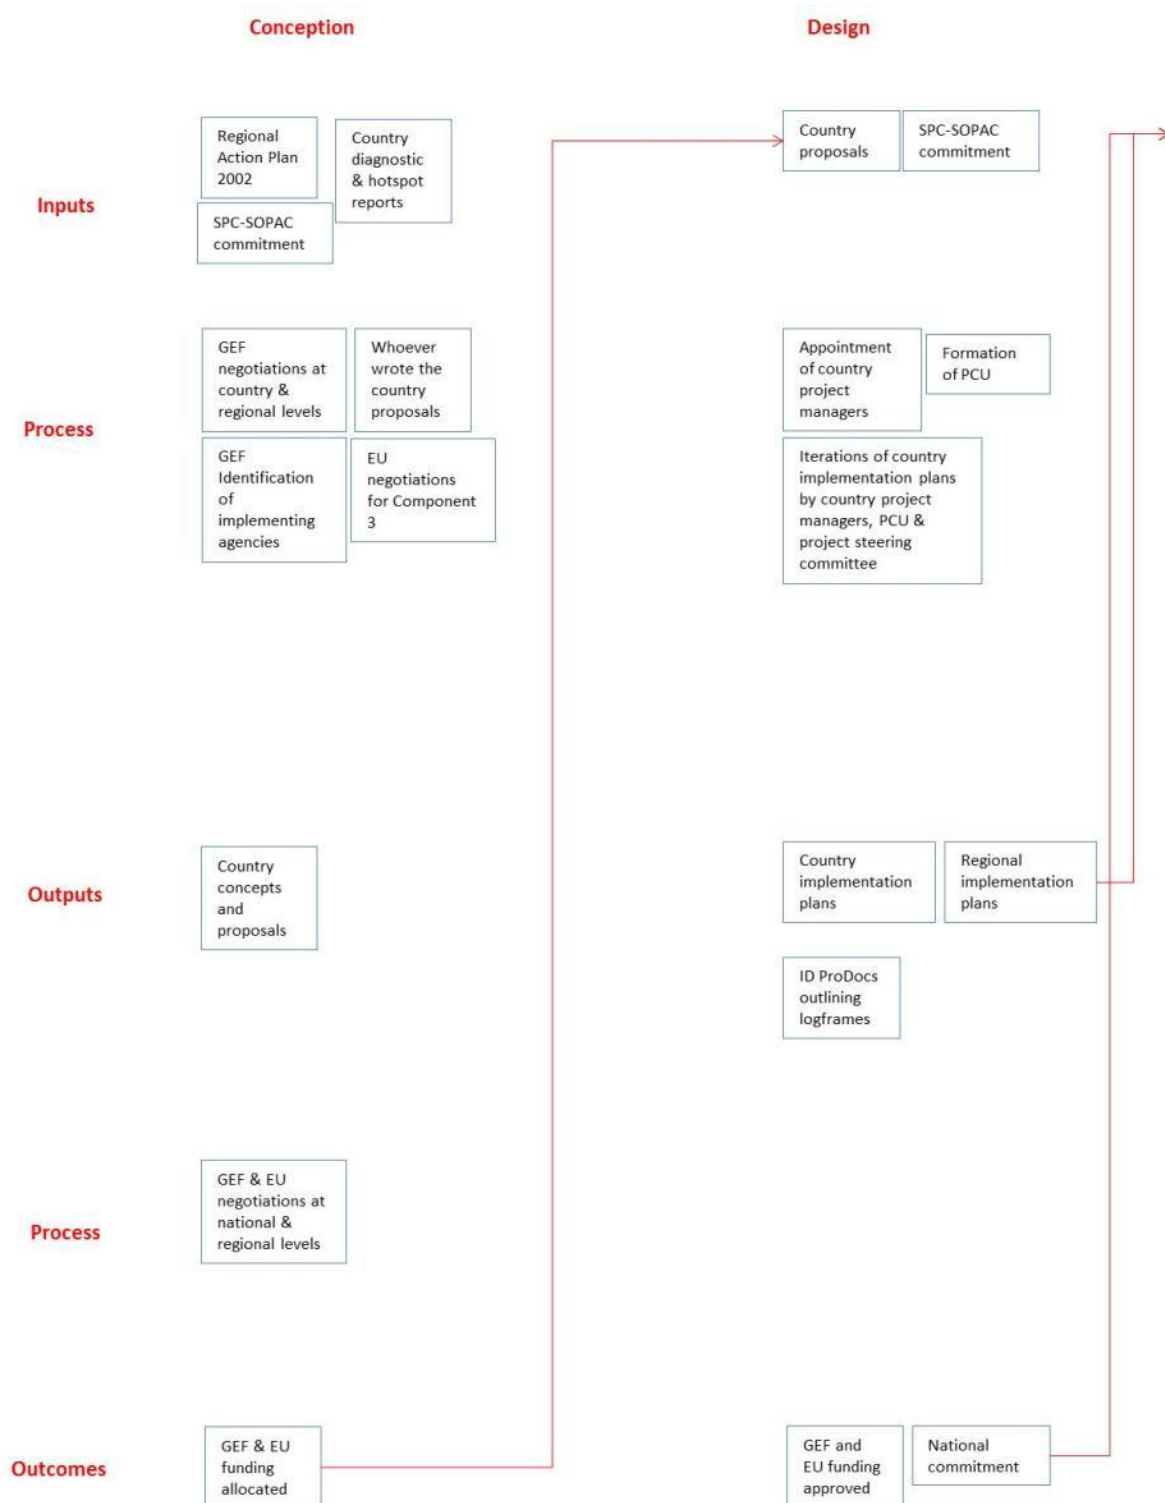 Conception
Design
Inputs
Regional
Action Plan
2002
Country
diagnostic
& hotspot
reports
SPC-SOPAC
commitment
Country
proposals
SPC-SOPAC
commitment
Process
GEF
negotiations at
country &
regional levels
Whoever
wrote the
country
proposals
GEF
Identification
of
implementing
agencies
EU
negotiations
for Component
3
Appointment
of country
project
managers
Formation
of PCU
Iterations of country
implementation plans
by country project
managers, PCU &
project steering
committee
Outputs
Country
concepts
and
proposals
Country
implementation
plans
Regional
implementation
plans
ID ProDocs
outlining
logframes
Process
GEF & EU
negotiations at
national &
regional levels
Outcomes
GEF & EU
funding
allocated
GEF and
EU funding
approved
National
commitment